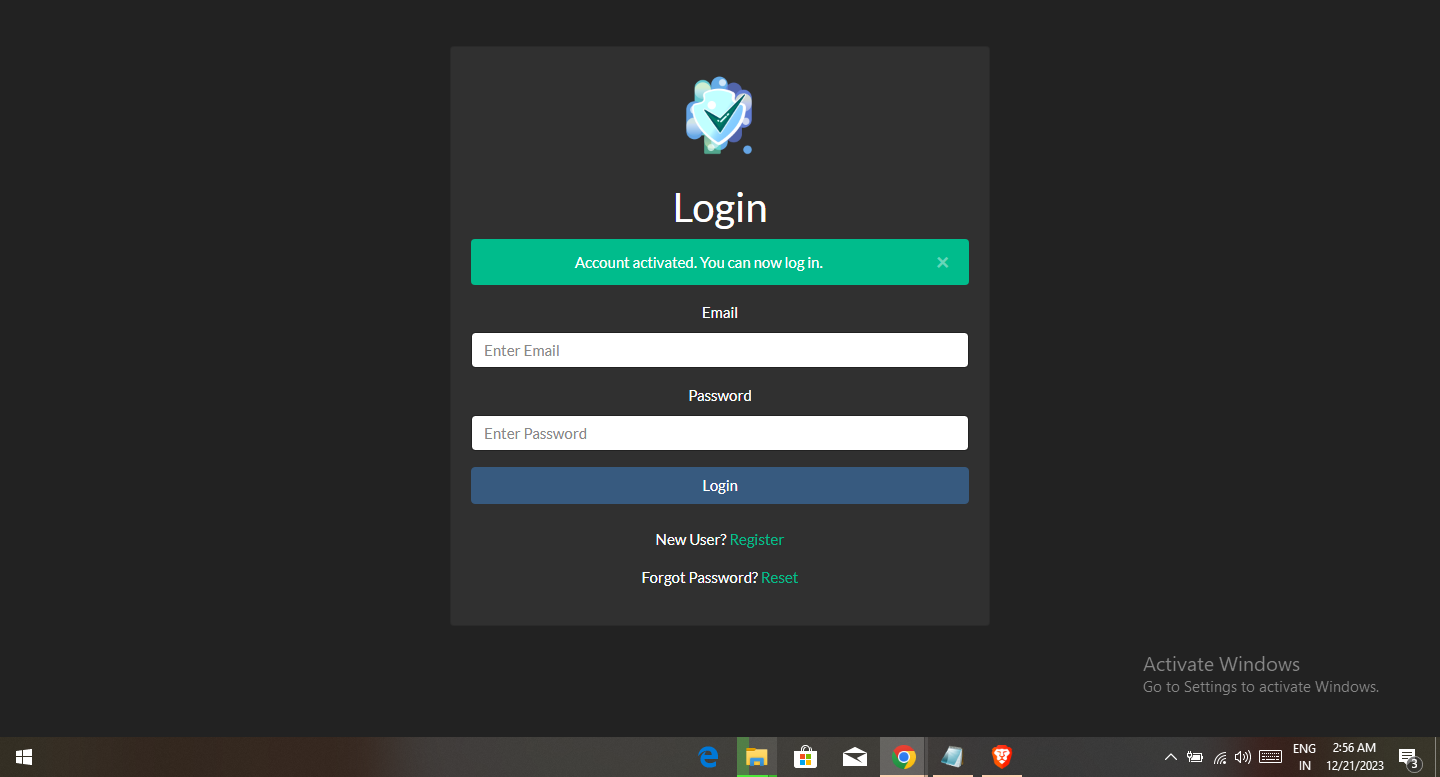 Login
Account activated. You can now log in. ×
Email
Enter Email
Password
Enter Password
Login
New User? Register
Forgot Password? Reset
Activate Windows
Go to Settings to activate Windows.
ENG
IN
2:56 AM
12/21/2023
3